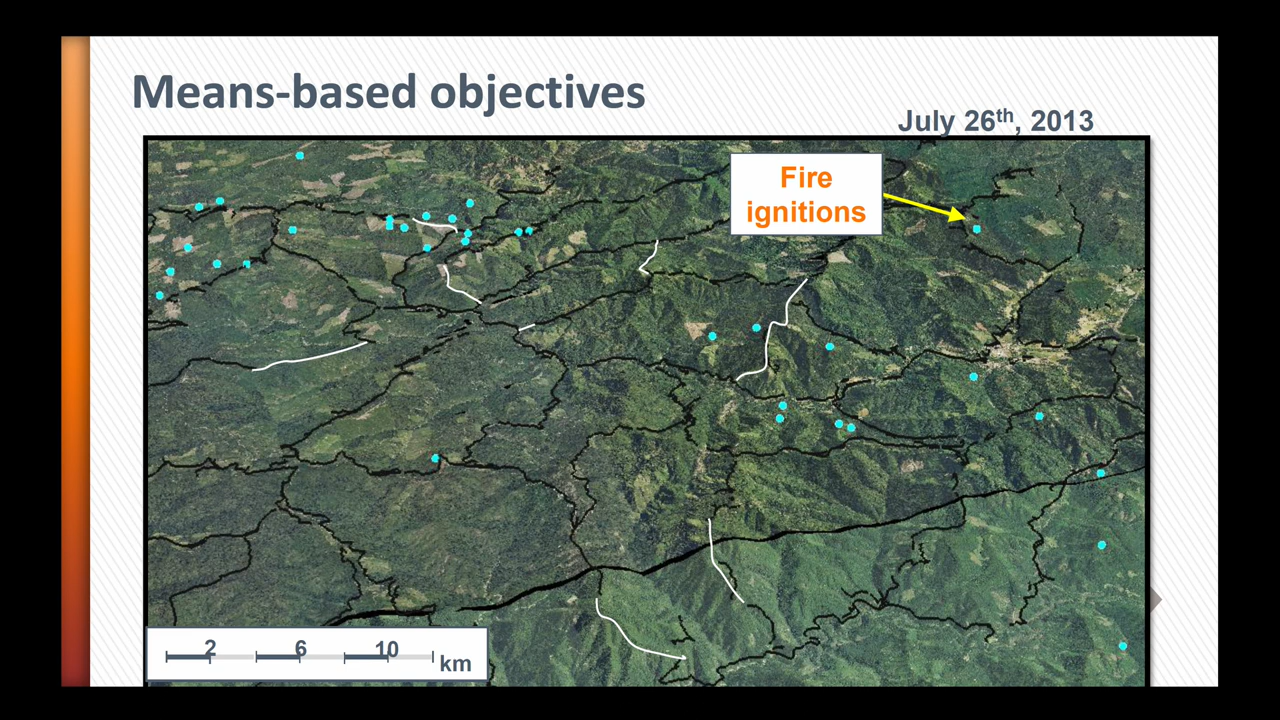 Means-based objectives
July 26th, 2013
Fire
ignitions
2 6 10
km